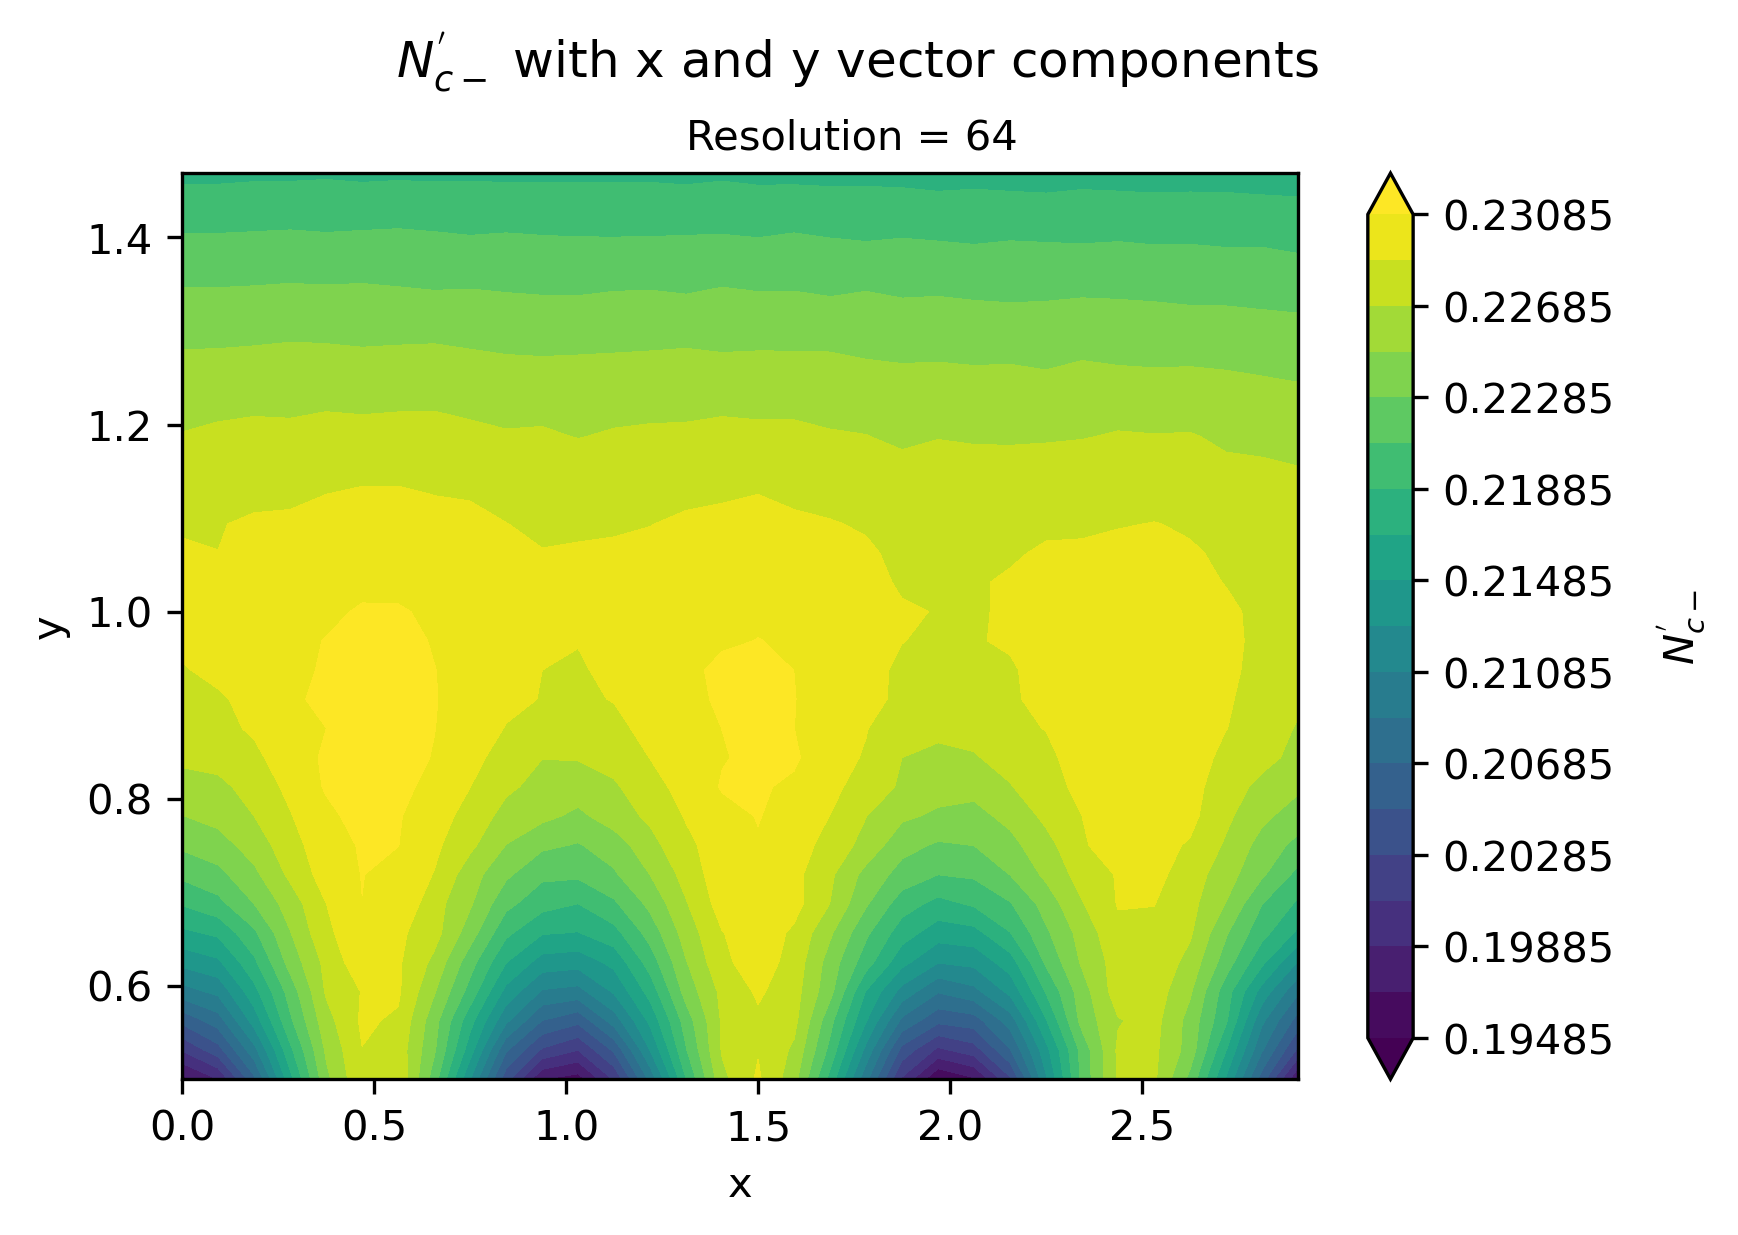 N′c− with x and y vector components
Resolution = 64
1.4
1.2
1.0
0.8
0.6
y
0.0 0.5 1.0 1.5 2.0 2.5
x
0.23085
0.22685
0.22285
0.21885
0.21485
0.21085
0.20685
0.20285
0.19885
0.19485
N′c−